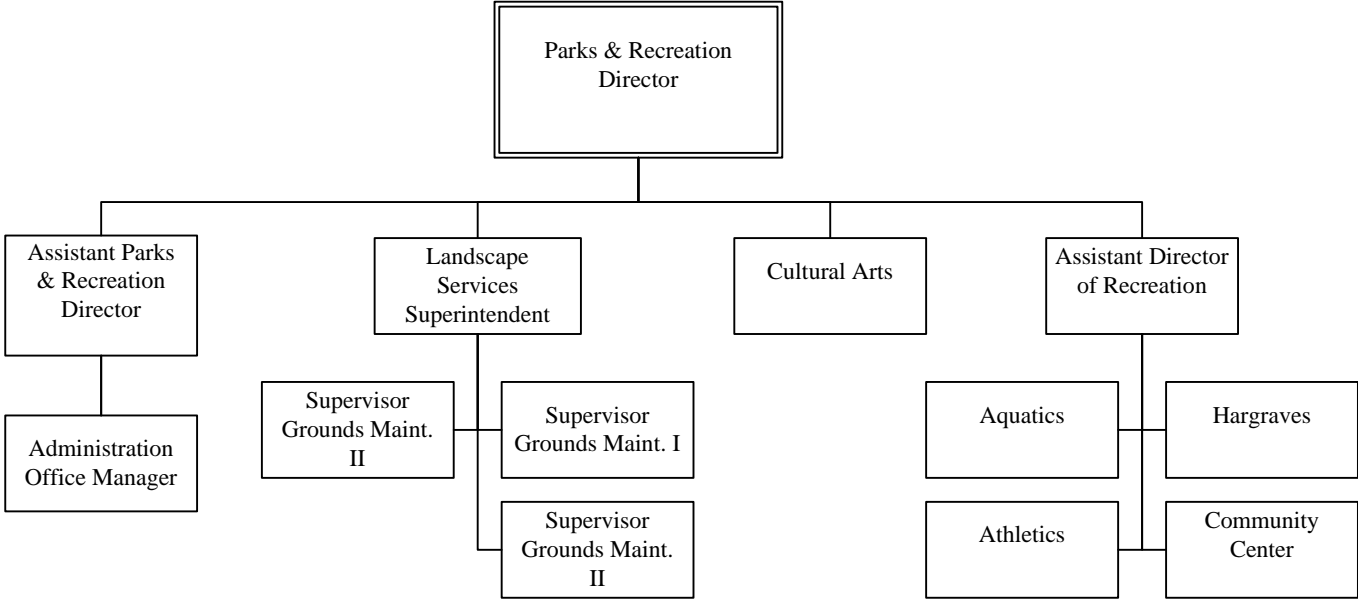 Parks & Recreation
Director
Assistant Parks
& Recreation
Director
Landscape
Services
Superintendent
Cultural Arts
Assistant Director
of Recreation
Administration
Office Manager
Supervisor
Grounds Maint.
II
Supervisor
Grounds Maint. I
Supervisor
Grounds Maint.
II
Aquatics
Hargraves
Athletics
Community
Center